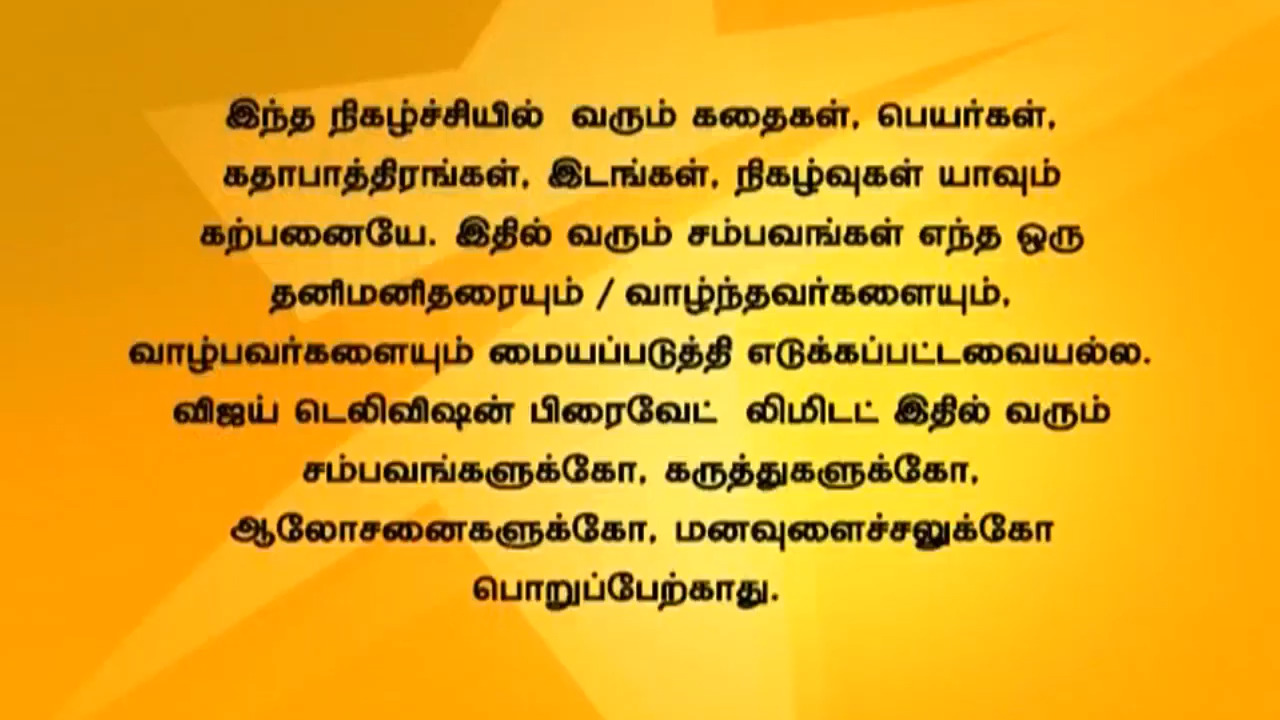 இந்த நிகழ்ச்சியில் வரும் கதைகள், பெயர்கள்,
கதாபாத்திரங்கள், இடங்கள், நிகழ்வுகள் யாவும்
கற்பனையே. இதில் வரும் சம்பவங்கள் எந்த ஒரு
தனிமனிதரையும் / வாழ்ந்தவர்களையும்,
வாழ்பவர்களையும் மையப்படுத்தி எடுக்கப்பட்டவையல்ல.
விஜய் டெலிவிஷன் பிரைவேட் லிமிடட் இதில் வரும்
சம்பவங்களுக்கோ, கருத்துகளுக்கோ,
ஆலோசனைகளுக்கோ, மனவுளைச்சலுக்கோ
பொறுப்பேற்காது.